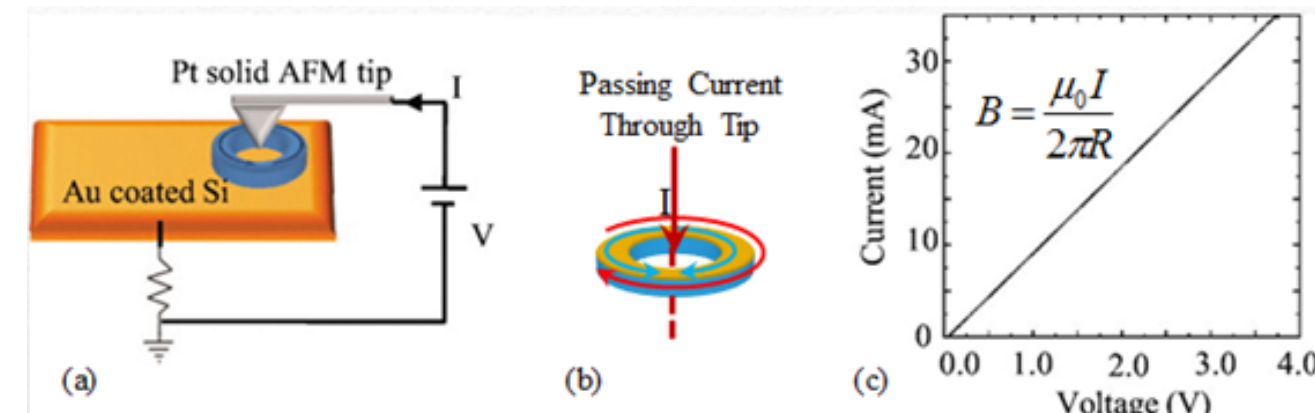 Pt solid AFM tip
I
Au coated Si
V
(a)
Passing Current
Through Tip
I
(b)
Current (mA)
30
20
10
0
B = μ₀I / 2πR
0.0 1.0 2.0 3.0 4.0
Voltage (V)
(c)